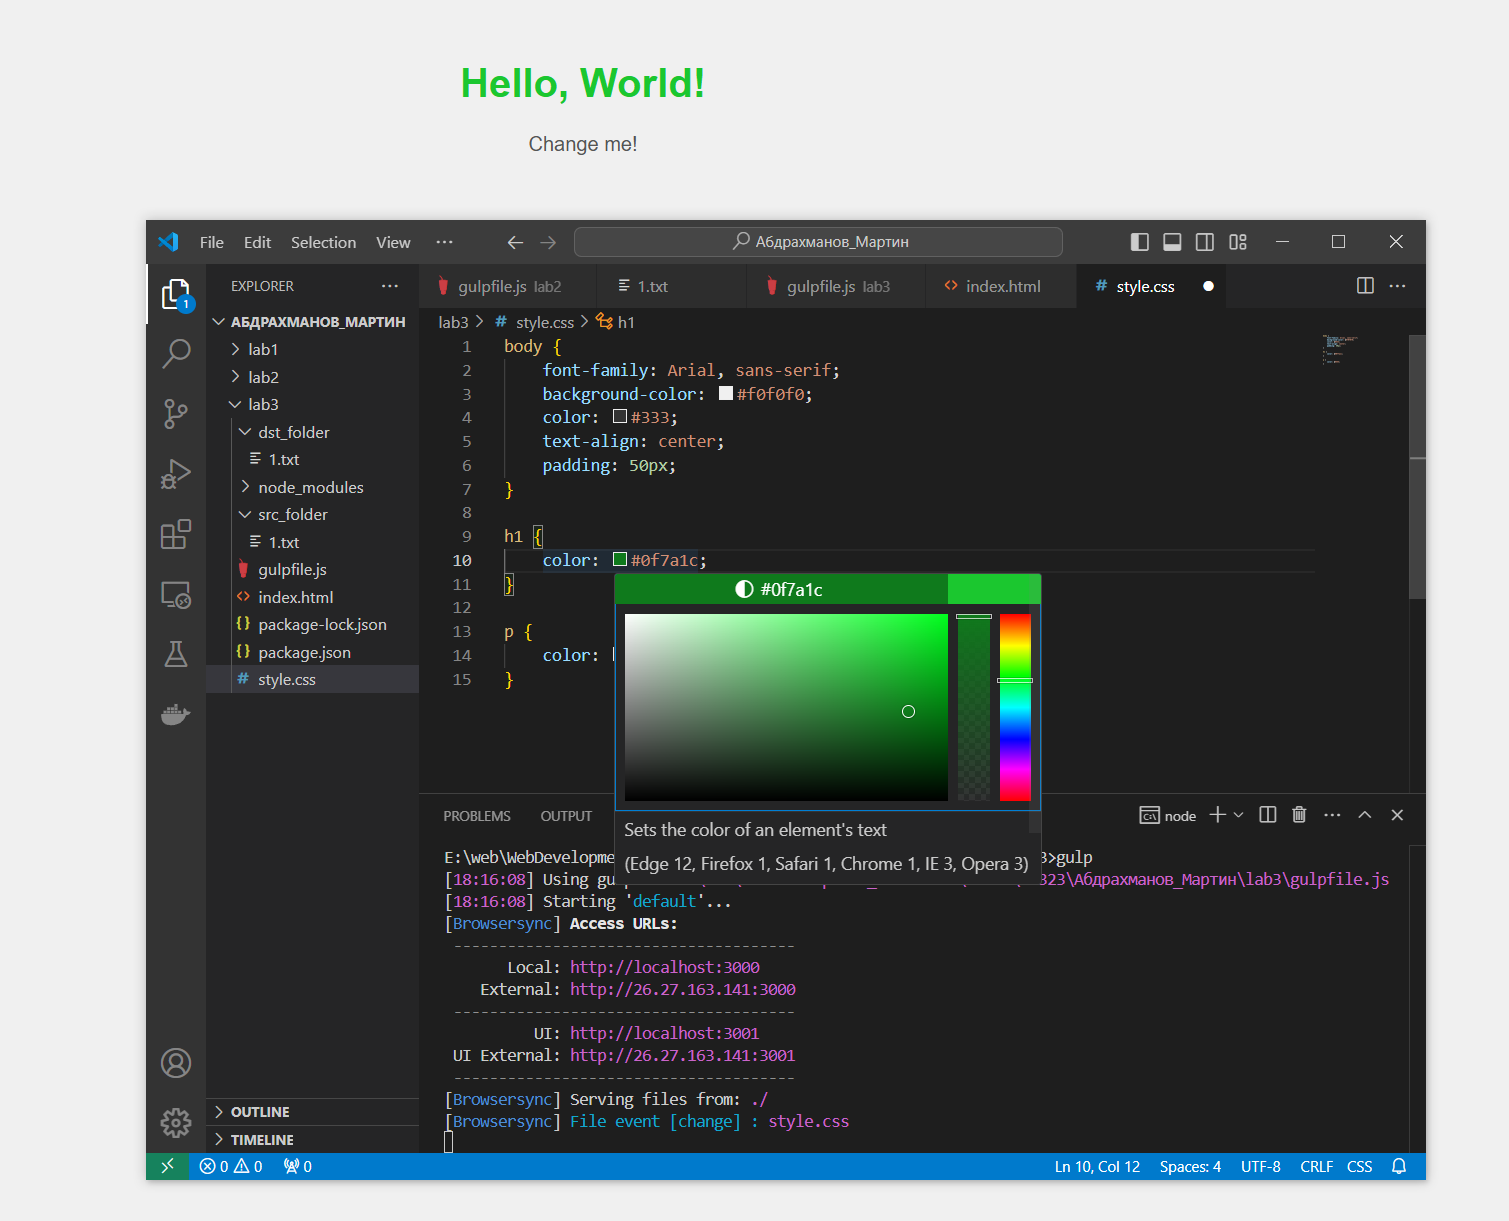 Hello, World!
Change me!
File Edit Selection View ··· Абдрахманов_Мартин
EXPLORER ···
gulpfile.js lab2 1.txt gulpfile.js lab3 index.html # style.css
1
АБДРАХМАНОВ_МАРТИН
lab1
lab2
lab3
dst_folder
1.txt
node_modules
src_folder
1.txt
gulpfile.js
index.html
{} package-lock.json
{} package.json
# style.css
OUTLINE
TIMELINE
lab3 > # style.css > h1
1 body {
2 font-family: Arial, sans-serif;
3 background-color: #f0f0f0;
4 color: #333;
5 text-align: center;
6 padding: 50px;
7 }
8
9 h1 {
10 color: #0f7a1c;
11 }
12
13 p {
14 color:
15 }
#0f7a1c
Sets the color of an element's text
(Edge 12, Firefox 1, Safari 1, Chrome 1, IE 3, Opera 3)
PROBLEMS OUTPUT node
E:\web\WebDevelopme 3>gulp
[18:16:08] Using gu 323\Абдрахманов_Мартин\lab3\gulpfile.js
[18:16:08] Starting 'default'...
[Browsersync] Access URLs:
--------------------------------------
Local: http://localhost:3000
External: http://26.27.163.141:3000
--------------------------------------
UI: http://localhost:3001
UI External: http://26.27.163.141:3001
--------------------------------------
[Browsersync] Serving files from: ./
[Browsersync] File event [change] : style.css
0 0 0 Ln 10, Col 12 Spaces: 4 UTF-8 CRLF CSS